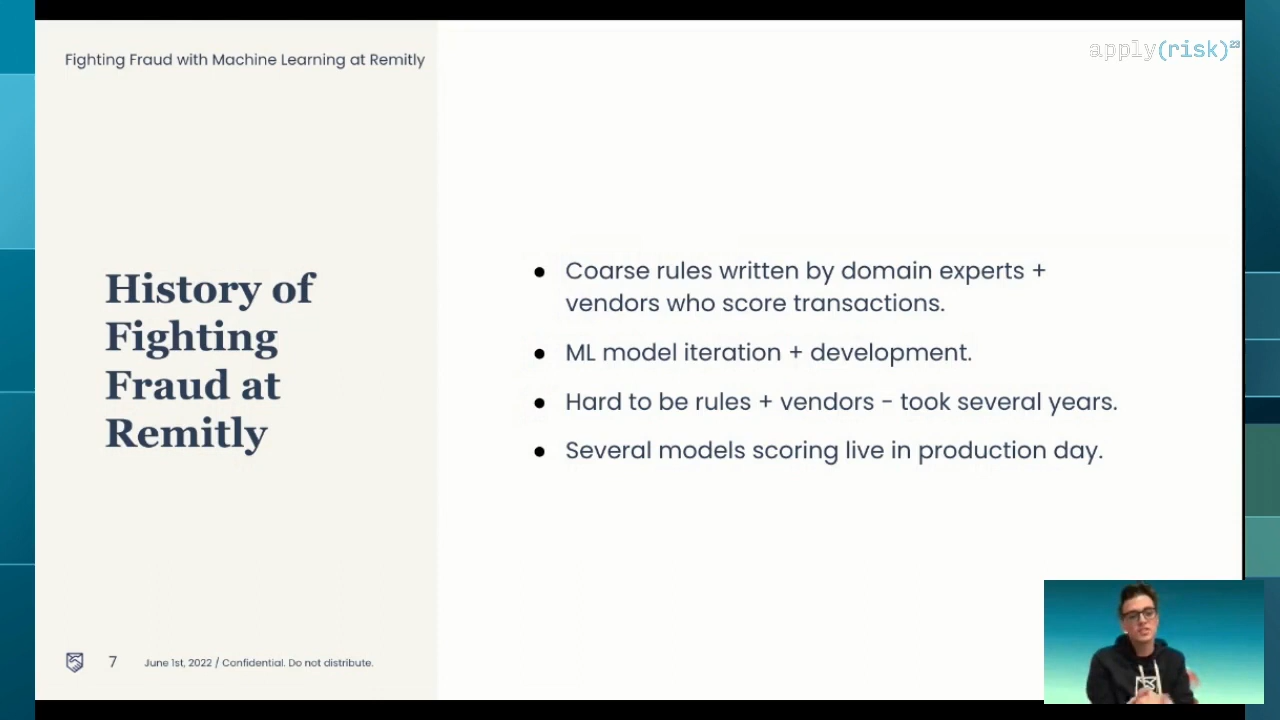 Fighting Fraud with Machine Learning at Remitly
apply(risk)23
History of
Fighting
Fraud at
Remitly
● Coarse rules written by domain experts +
vendors who score transactions.
● ML model iteration + development.
● Hard to be rules + vendors - took several years.
● Several models scoring live in production day.
7 June 1st, 2022 / Confidential. Do not distribute.